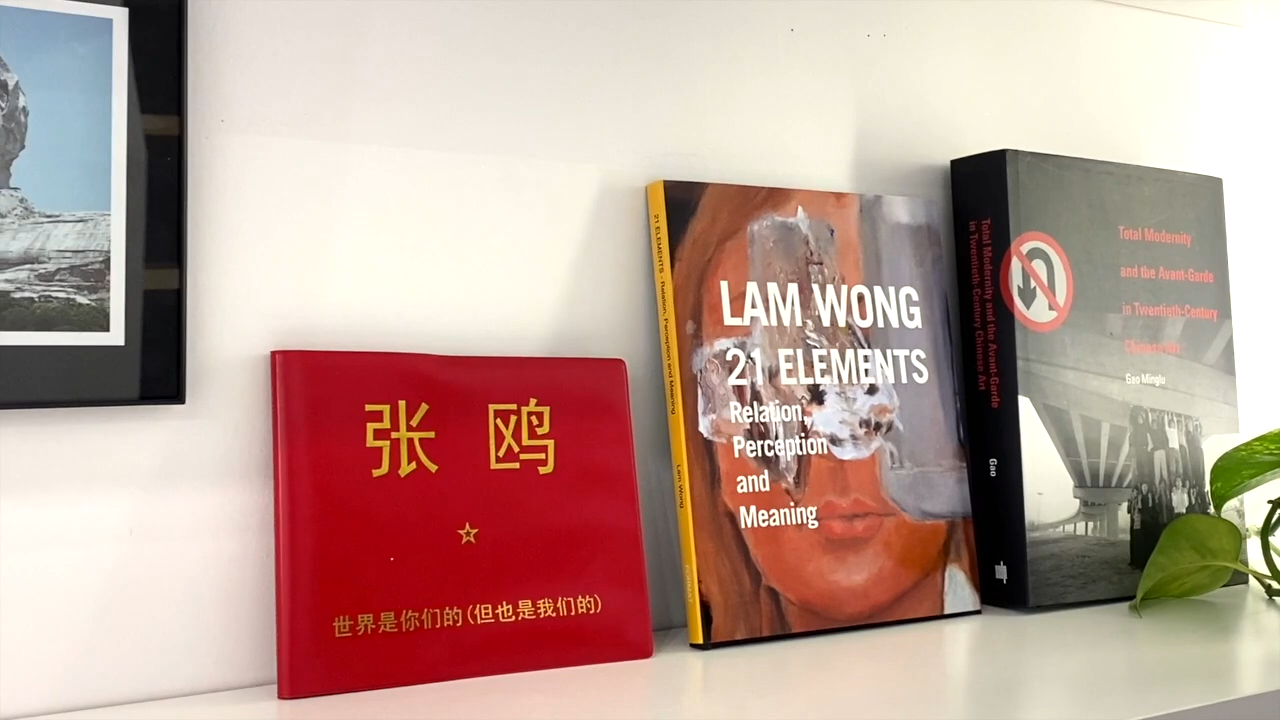 张 鸥
世界是你们的(但也是我们的)
21 ELEMENTS - Relation, Perception and Meaning
Lam Wong
LAM WONG
21 ELEMENTS
Relation,
Perception
and
Meaning
Total Modernity and the Avant-Garde
in Twentieth-Century Chinese Art
Gao
Total Modernity
and the Avant-Garde
in Twentieth-Century
Chinese Art
Gao Minglu